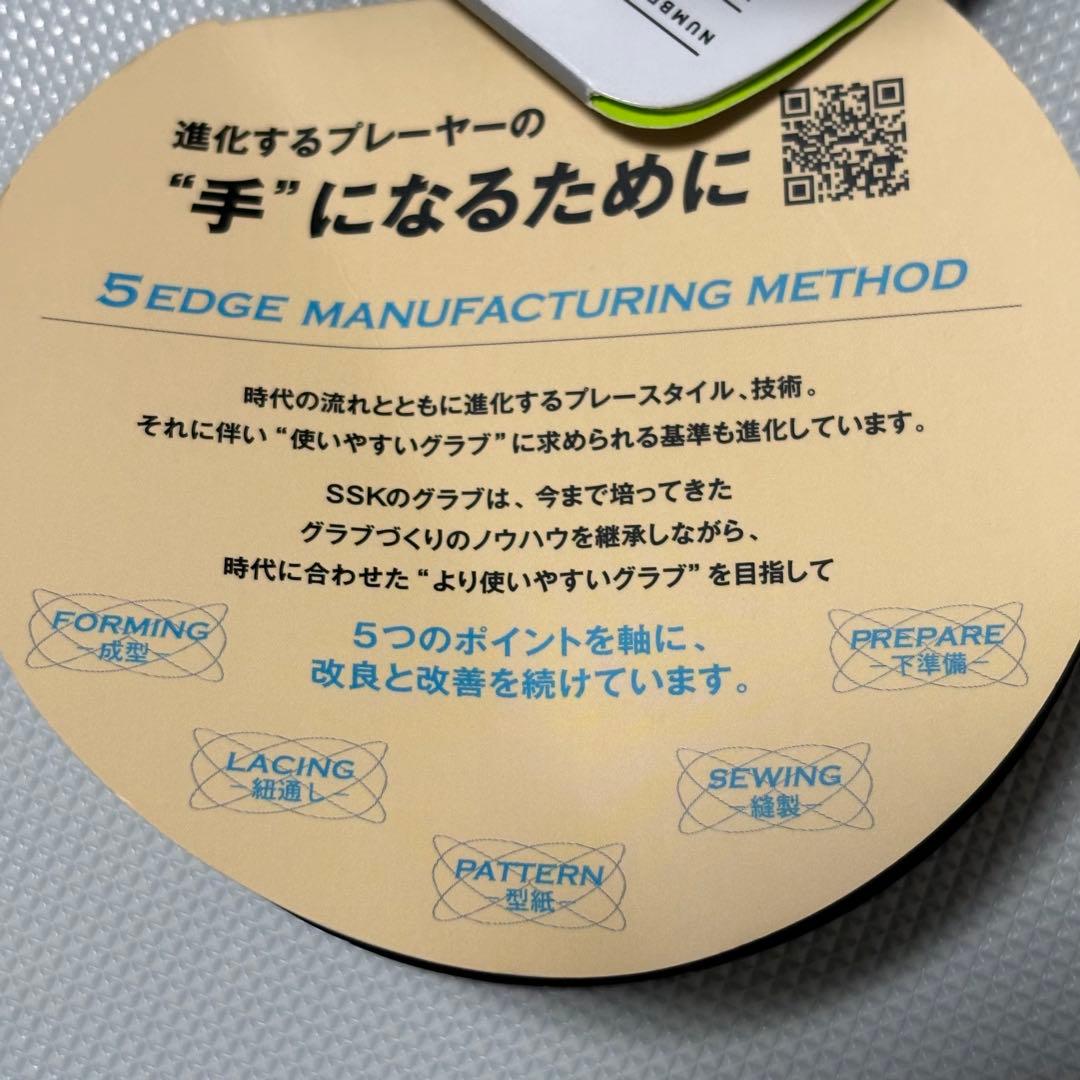 NUMBE
進化するプレーヤーの
“手”になるために
5 EDGE MANUFACTURING METHOD
時代の流れとともに進化するプレースタイル、技術。
それに伴い“使いやすいグラブ”に求められる基準も進化しています。
SSKのグラブは、今まで培ってきた
グラブづくりのノウハウを継承しながら、
時代に合わせた“より使いやすいグラブ”を目指して
5つのポイントを軸に、
改良と改善を続けています。
FORMING
-成型-
PREPARE
-下準備-
LACING
-紐通し-
SEWING
-縫製-
PATTERN
-型紙-